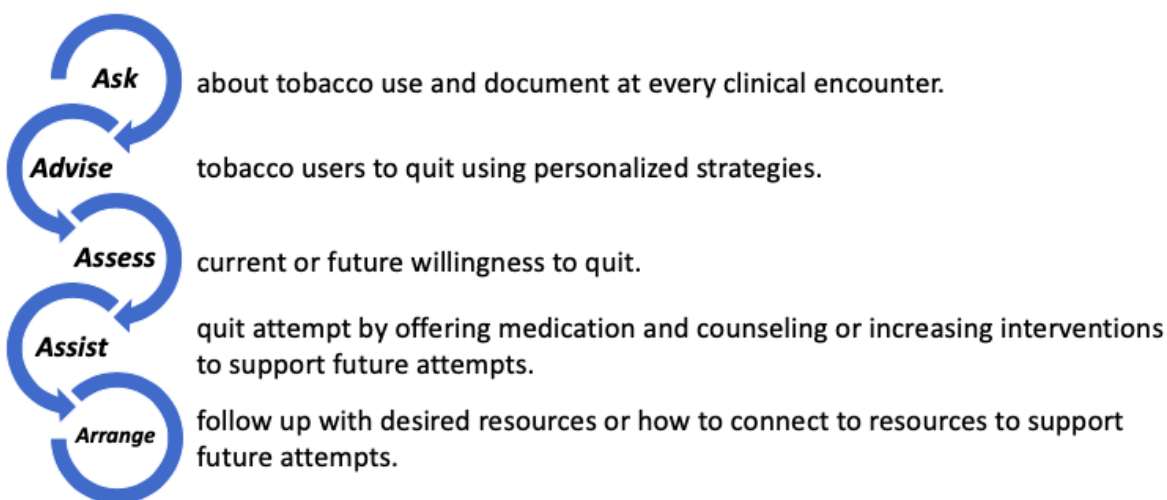 Ask
about tobacco use and document at every clinical encounter.
Advise
tobacco users to quit using personalized strategies.
Assess
current or future willingness to quit.
Assist
quit attempt by offering medication and counseling or increasing interventions
to support future attempts.
Arrange
follow up with desired resources or how to connect to resources to support
future attempts.